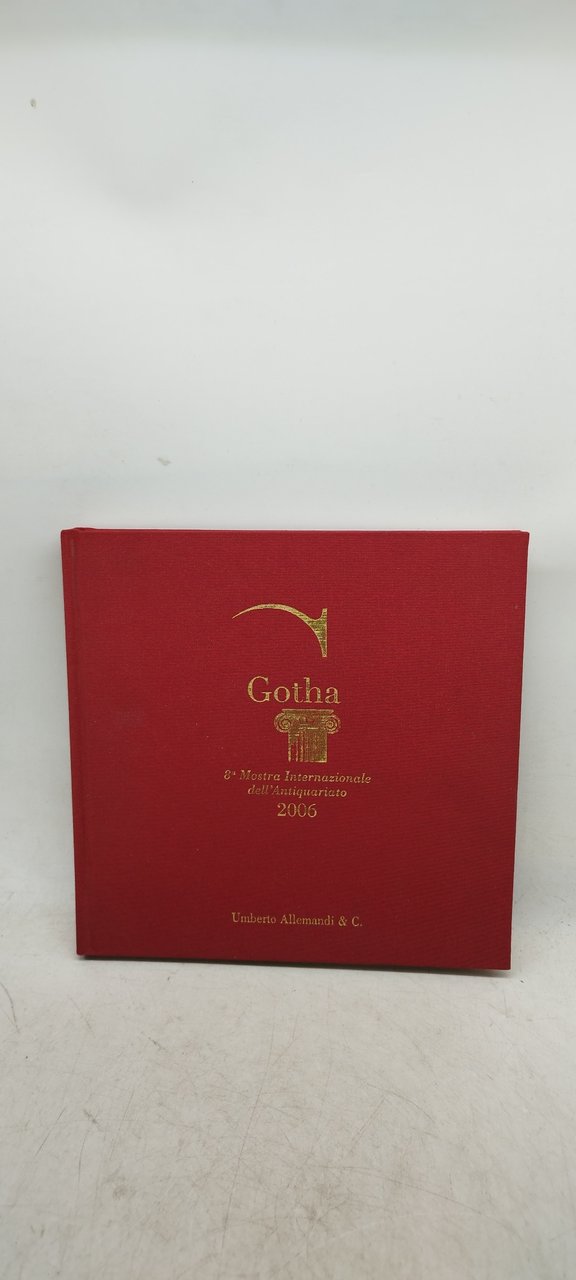 Gotha
8ª Mostra Internazionale
dell'Antiquariato
2006
Umberto Allemandi & C.